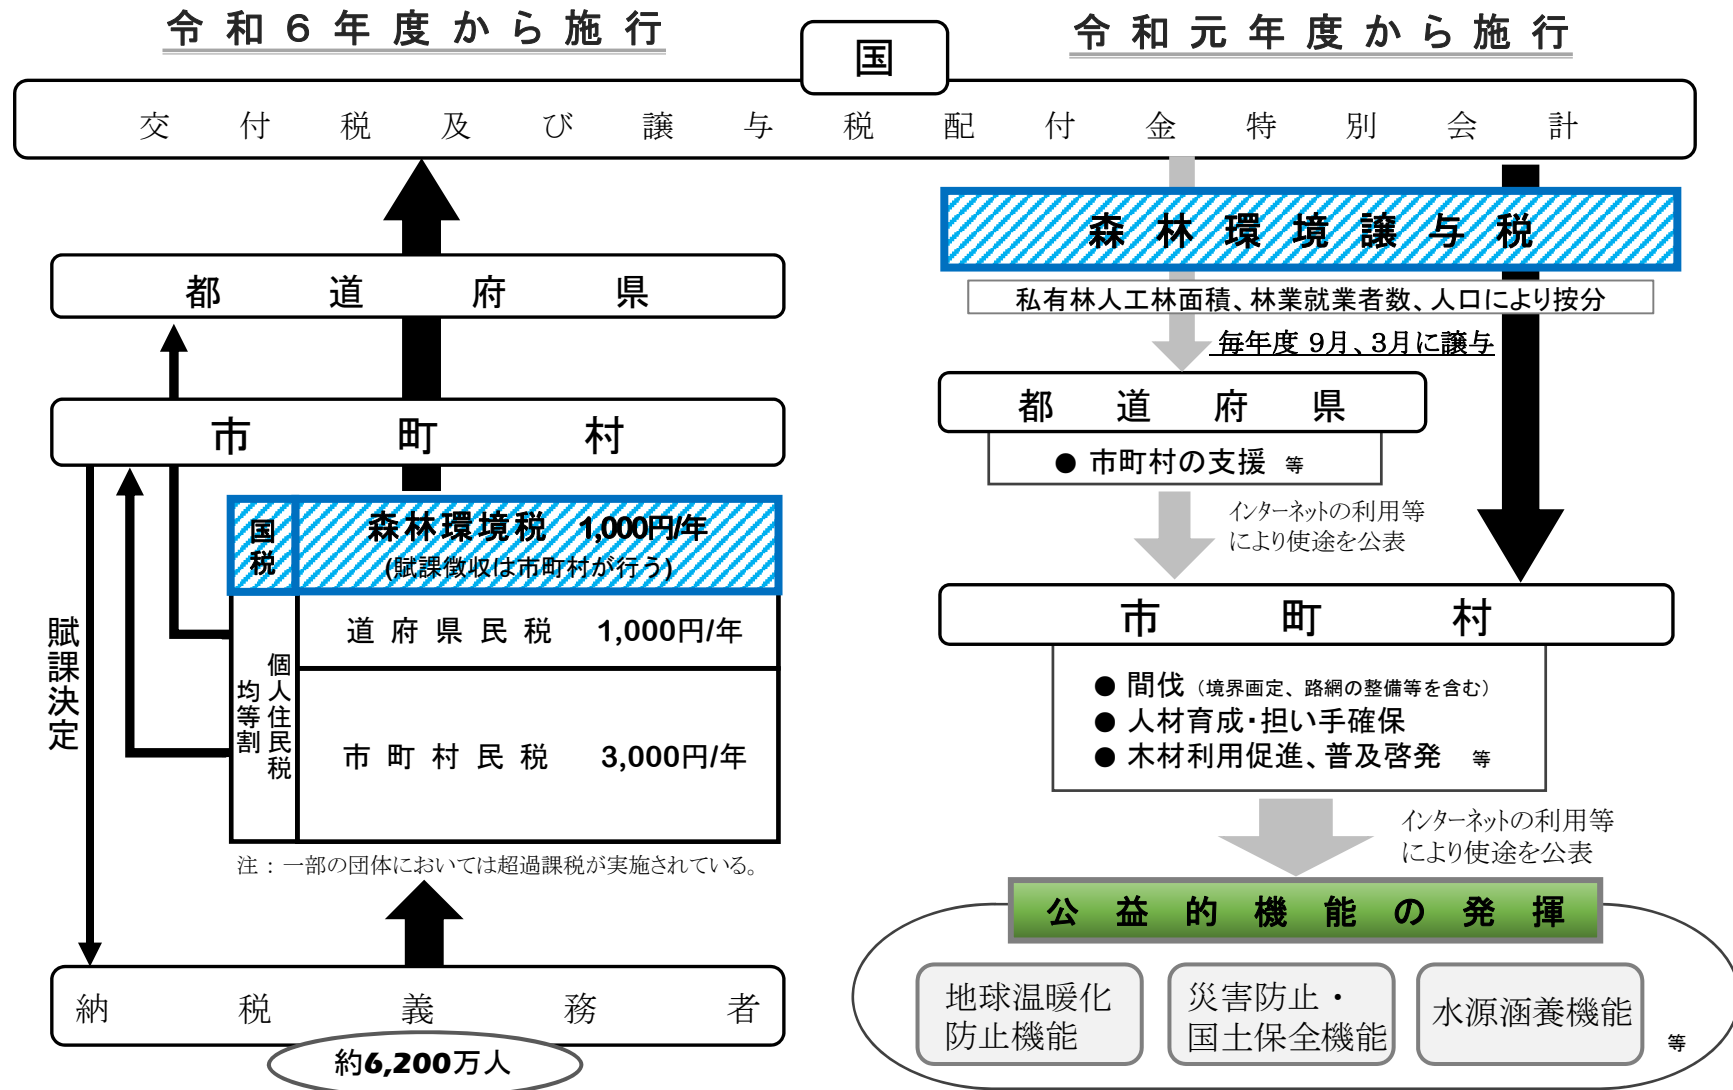 令和６年度から施行
令和元年度から施行
国
交付税及び譲与税配付金特別会計
都道府県
市町村
国税
森林環境税 1,000円/年
(賦課徴収は市町村が行う)
個人住民税
均等割
道府県民税 1,000円/年
市町村民税 3,000円/年
賦課決定
注：一部の団体においては超過課税が実施されている。
納税義務者
約6,200万人
森林環境譲与税
私有林人工林面積、林業就業者数、人口により按分
毎年度 9月、3月に譲与
都道府県
● 市町村の支援 等
インターネットの利用等
により使途を公表
市町村
● 間伐（境界画定、路網の整備等を含む）
● 人材育成・担い手確保
● 木材利用促進、普及啓発 等
インターネットの利用等
により使途を公表
公益的機能の発揮
地球温暖化
防止機能
災害防止・
国土保全機能
水源涵養機能
等